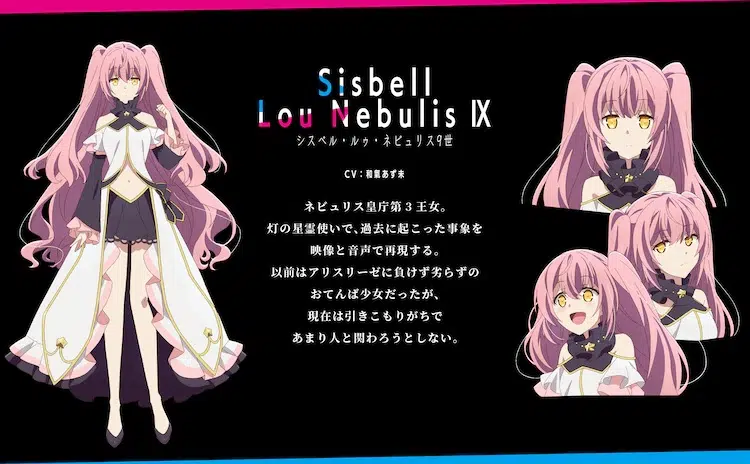 Sisbell
Lou Nebulis Ⅸ
シスベル・ルゥ・ネビュリス9世
CV：和氣あず未
ネビュリス皇庁第3王女。
灯の星霊使いで、過去に起こった事象を
映像と音声で再現する。
以前はアリスリーゼに負けず劣らずの
おてんば少女だったが、
現在は引きこもりがちで
あまり人と関わろうとしない。